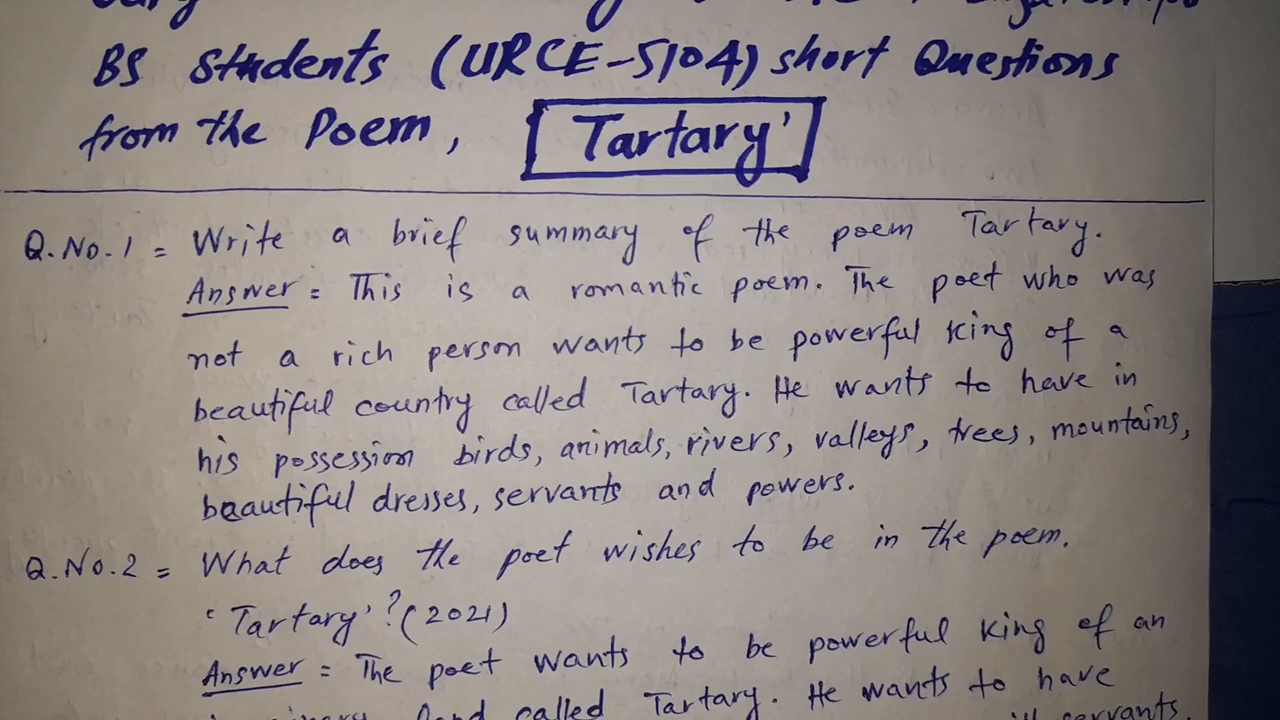 BS Students (URCE-5104) short Questions
from the Poem, [Tartary']
Q.No.1 = Write a brief summary of the poem Tartary.
Answer = This is a romantic poem. The poet who was
not a rich person wants to be powerful king of a
beautiful country called Tartary. He wants to have in
his possession birds, animals, rivers, valleys, trees, mountains,
beautiful dresses, servants and powers.
Q.No.2 = What does the poet wishes to be in the poem.
'Tartary'? (2021)
Answer = The poet wants to be powerful king of an
land called Tartary. He wants to have
servants